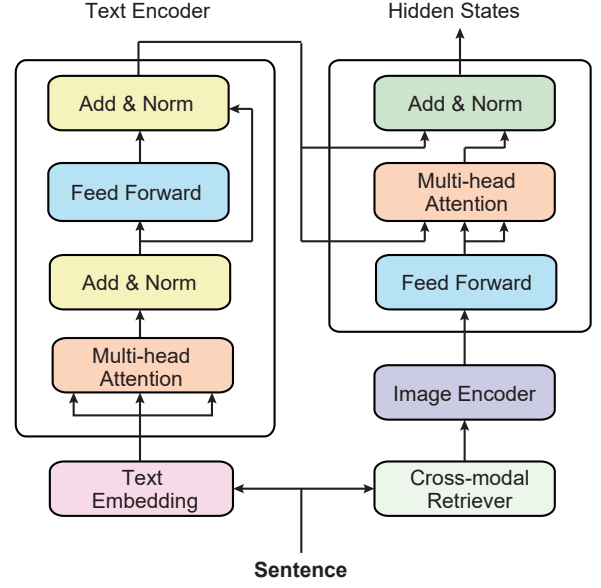 Text Encoder
Hidden States
Add & Norm
Add & Norm
Feed Forward
Multi-head
Attention
Add & Norm
Feed Forward
Multi-head
Attention
Image Encoder
Text
Embedding
Cross-modal
Retriever
Sentence